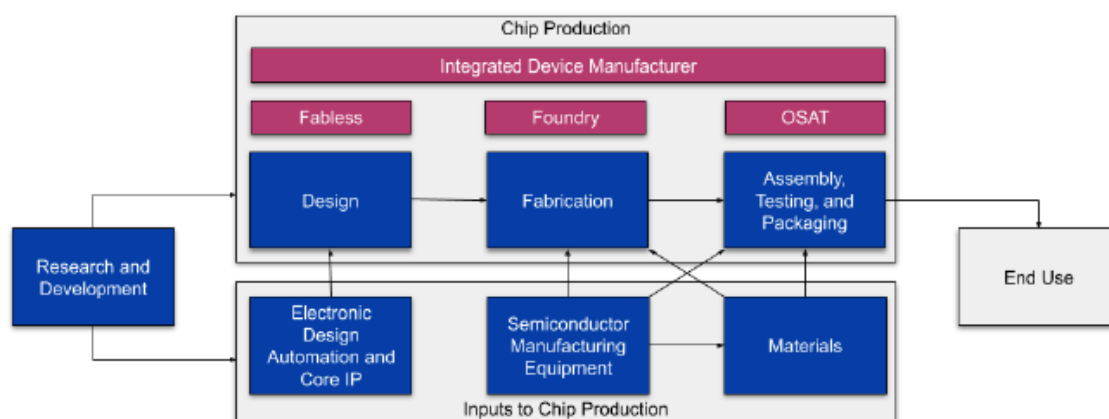 Chip Production
Integrated Device Manufacturer
Fabless
Foundry
OSAT
Design
Fabrication
Assembly,
Testing, and
Packaging
Research and
Development
End Use
Electronic
Design
Automation and
Core IP
Semiconductor
Manufacturing
Equipment
Materials
Inputs to Chip Production